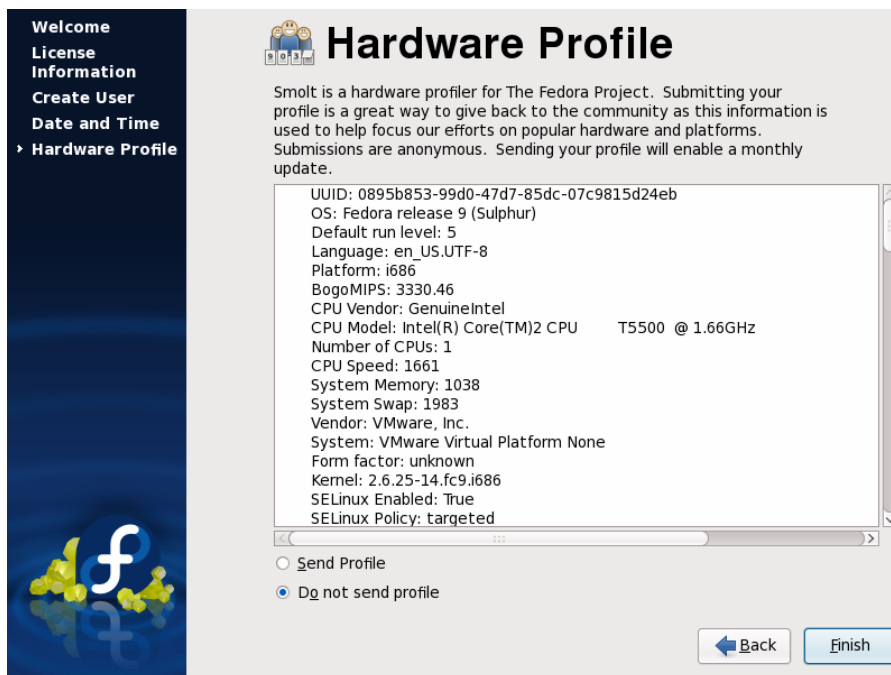 Welcome
License
Information
Create User
Date and Time
Hardware Profile
903
Hardware Profile
Smolt is a hardware profiler for The Fedora Project. Submitting your
profile is a great way to give back to the community as this information is
used to help focus our efforts on popular hardware and platforms.
Submissions are anonymous. Sending your profile will enable a monthly
update.
UUID: 0895b853-99d0-47d7-85dc-07c9815d24eb
OS: Fedora release 9 (Sulphur)
Default run level: 5
Language: en_US.UTF-8
Platform: i686
BogoMIPS: 3330.46
CPU Vendor: GenuineIntel
CPU Model: Intel(R) Core(TM)2 CPU T5500 @ 1.66GHz
Number of CPUs: 1
CPU Speed: 1661
System Memory: 1038
System Swap: 1983
Vendor: VMware, Inc.
System: VMware Virtual Platform None
Form factor: unknown
Kernel: 2.6.25-14.fc9.i686
SELinux Enabled: True
SELinux Policy: targeted
Send Profile
Do not send profile
Back
Finish